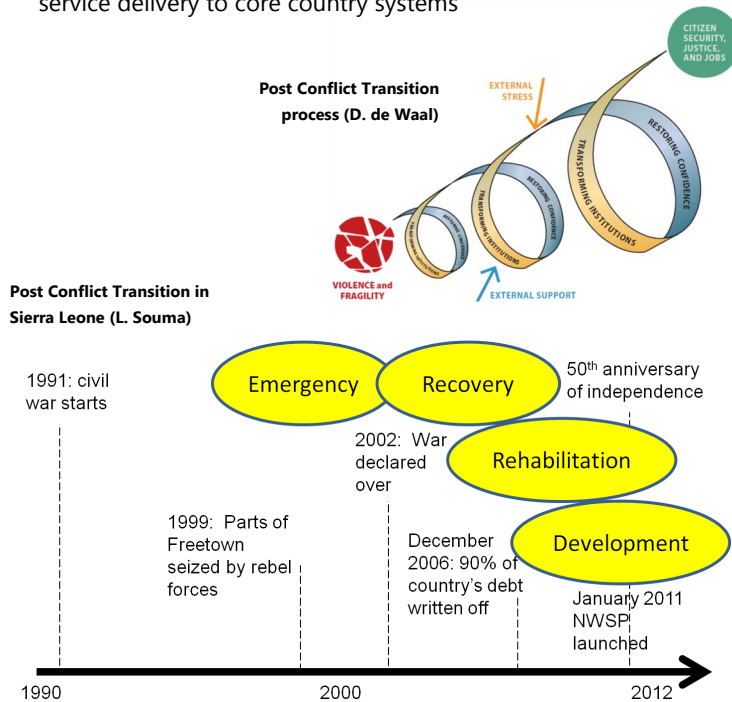 service delivery to core country systems
Post Conflict Transition
process (D. de Waal)
EXTERNAL
STRESS
CITIZEN
SECURITY,
JUSTICE,
AND JOBS
TRANSFORMING INSTITUTIONS
RESTORING CONFIDENCE
TRANSFORMING INSTITUTIONS
RESTORING CONFIDENCE
TRANSFORMING INSTITUTIONS
RESTORING CONFIDENCE
VIOLENCE and
FRAGILITY
EXTERNAL SUPPORT
Post Conflict Transition in
Sierra Leone (L. Souma)
1991: civil
war starts
Emergency
Recovery
50th anniversary
of independence
2002: War
declared
over
Rehabilitation
1999: Parts of
Freetown
seized by rebel
forces
December
2006: 90% of
country's debt
written off
Development
January 2011
NWSP
launched
1990
2000
2012